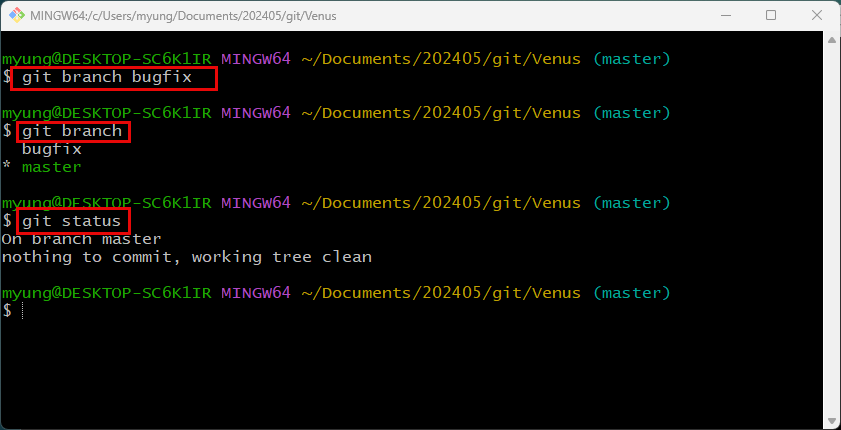 MINGW64:/c/Users/myung/Documents/202405/git/Venus
myung@DESKTOP-SC6K1IR MINGW64 ~/Documents/202405/git/Venus (master)
$ git branch bugfix
myung@DESKTOP-SC6K1IR MINGW64 ~/Documents/202405/git/Venus (master)
$ git branch
  bugfix
* master
myung@DESKTOP-SC6K1IR MINGW64 ~/Documents/202405/git/Venus (master)
$ git status
On branch master
nothing to commit, working tree clean
myung@DESKTOP-SC6K1IR MINGW64 ~/Documents/202405/git/Venus (master)
$